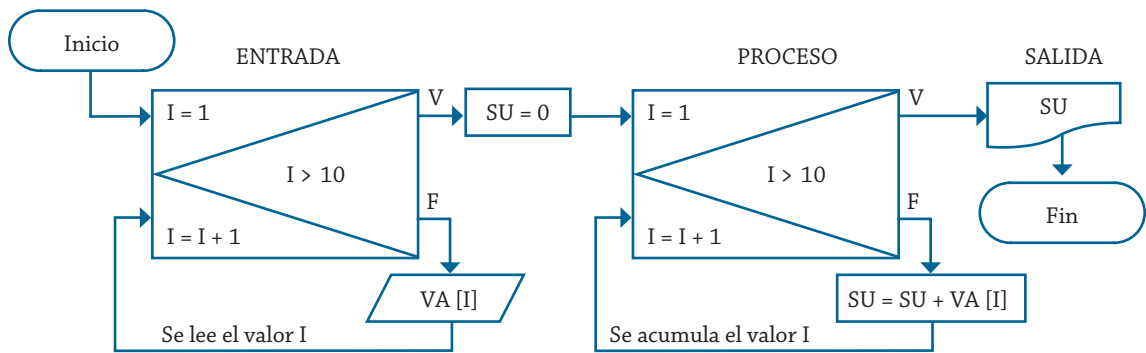 Inicio
ENTRADA
I = 1
I > 10
I = I + 1
V
F
VA [I]
Se lee el valor I
SU = 0
PROCESO
I = 1
I > 10
I = I + 1
V
F
SU = SU + VA [I]
Se acumula el valor I
SALIDA
SU
Fin